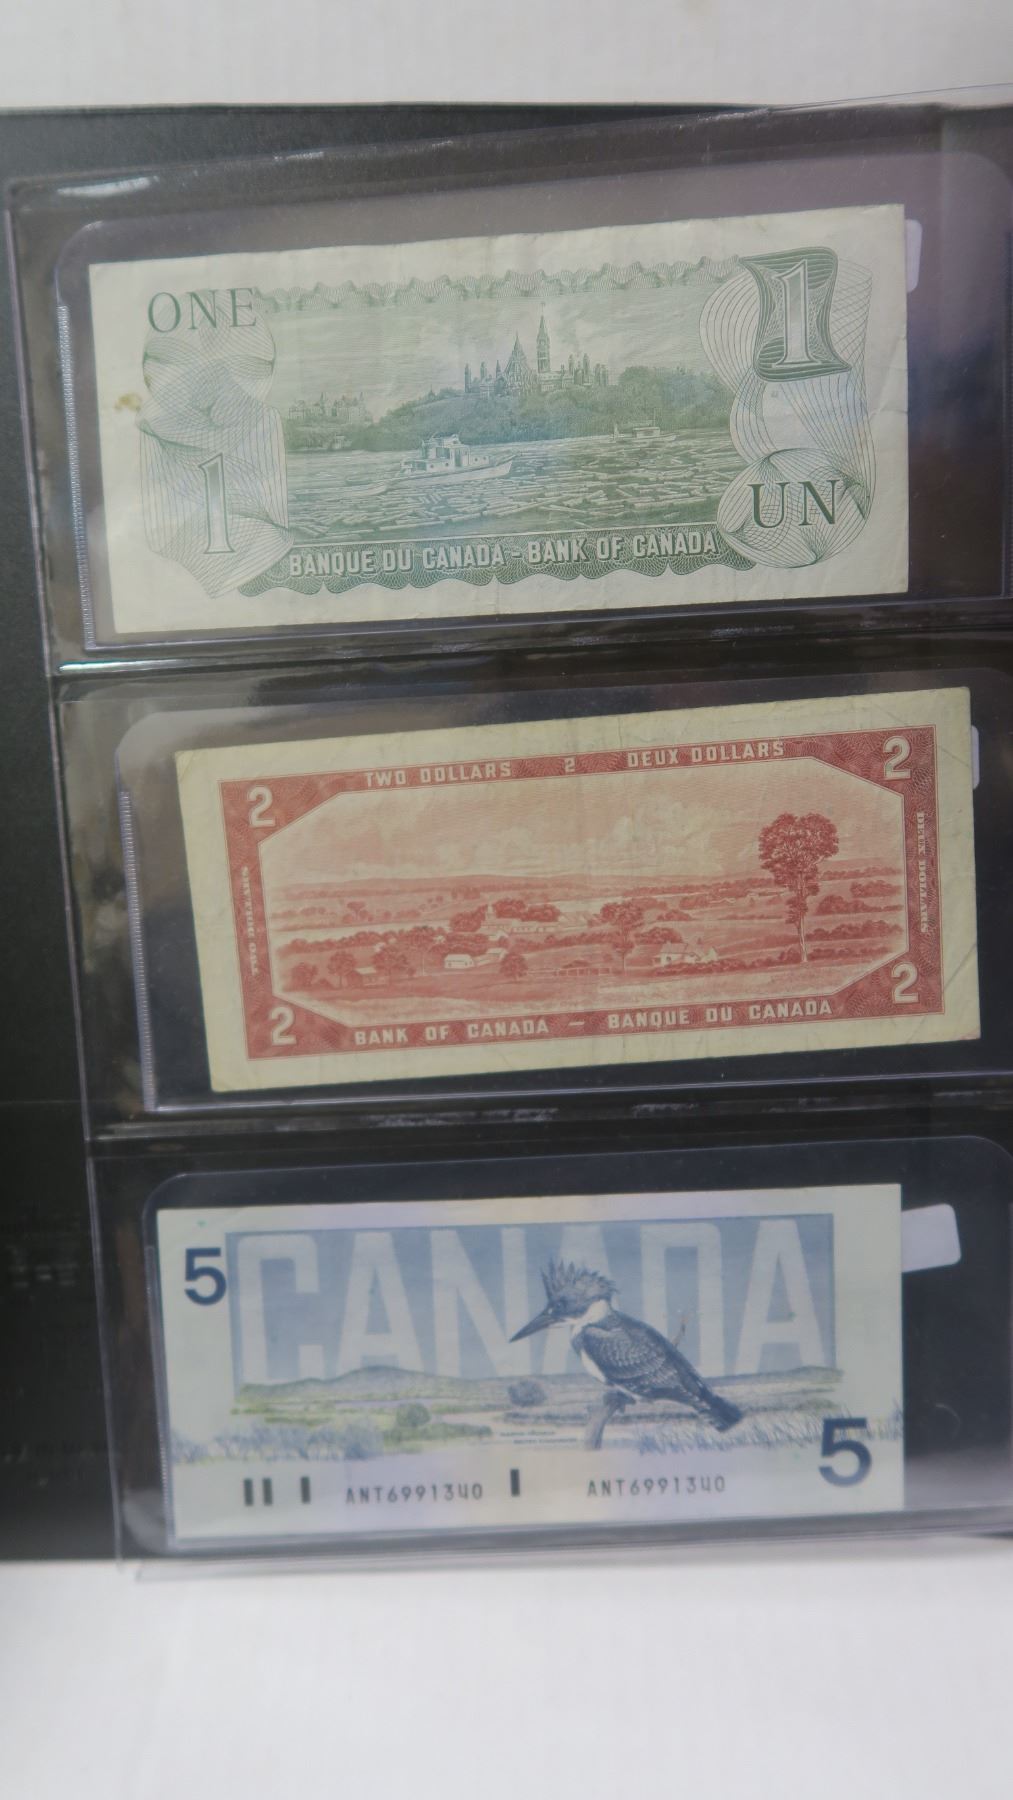 ONE
1
1
UN
BANQUE DU CANADA - BANK OF CANADA
TWO DOLLARS 2 DEUX DOLLARS
2
2
TWO DOLLARS
DEUX DOLLARS
2
2
BANK OF CANADA — BANQUE DU CANADA
5
CANADA
5
ANT6991340
ANT6991340